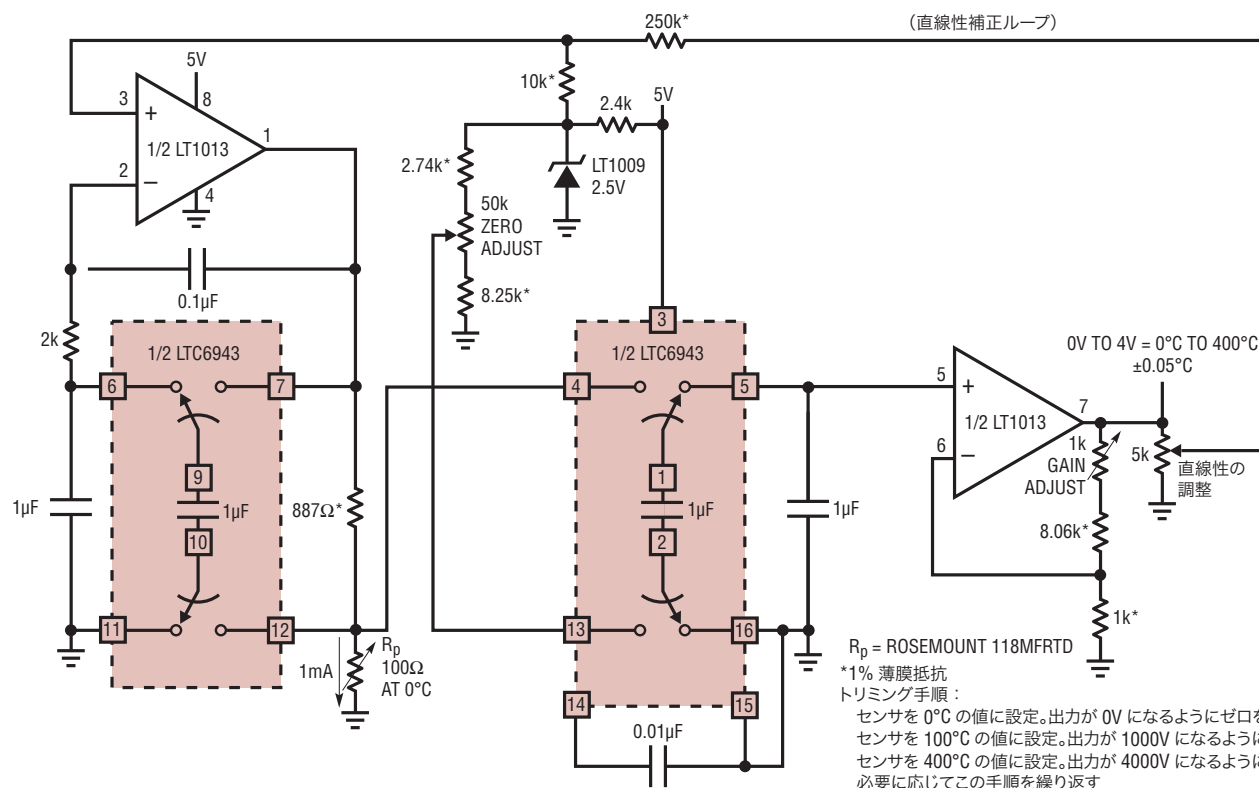 250k*
(直線性補正ループ)
5V
3
+
8
1/2 LT1013
1
2
–
4
10k*
2.4k
5V
2.74k*
LT1009
2.5V
50k
ZERO
ADJUST
8.25k*
0.1µF
2k
1/2 LTC6943
6
7
9
1µF
10
1µF
887Ω*
11
12
1mA
Rp
100Ω
AT 0°C
3
1/2 LTC6943
4
5
1
1µF
2
1µF
13
16
14
15
0.01µF
0V TO 4V = 0°C TO 400°C
±0.05°C
5
+
1/2 LT1013
7
6
–
1k
GAIN
ADJUST
5k
直線性の
調整
8.06k*
1k*
Rp = ROSEMOUNT 118MFRTD
*1% 薄膜抵抗
トリミング手順：
センサを 0°C の値に設定。出力が 0V になるようにゼロを
センサを 100°C の値に設定。出力が 1000V になるように
センサを 400°C の値に設定。出力が 4000V になるように
必要に応じてこの手順を繰り返す